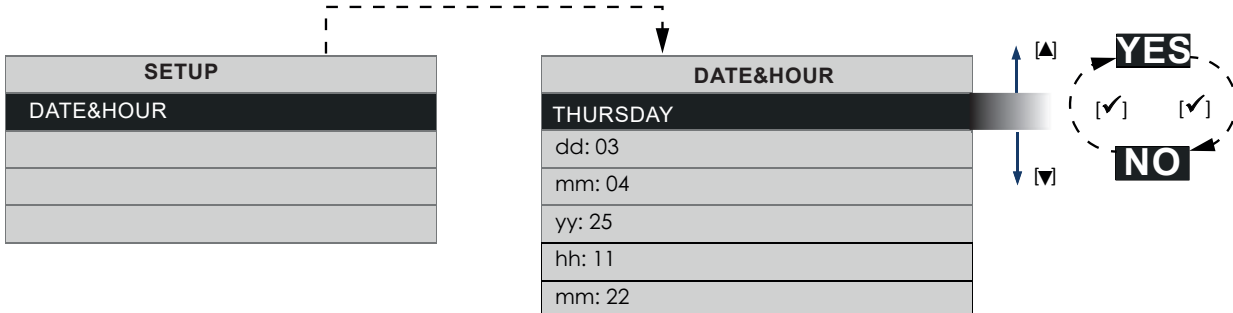 SETUP
DATE&HOUR
DATE&HOUR
THURSDAY
dd: 03
mm: 04
yy: 25
hh: 11
mm: 22
[▲]
[▼]
YES
[✔] [✔]
NO